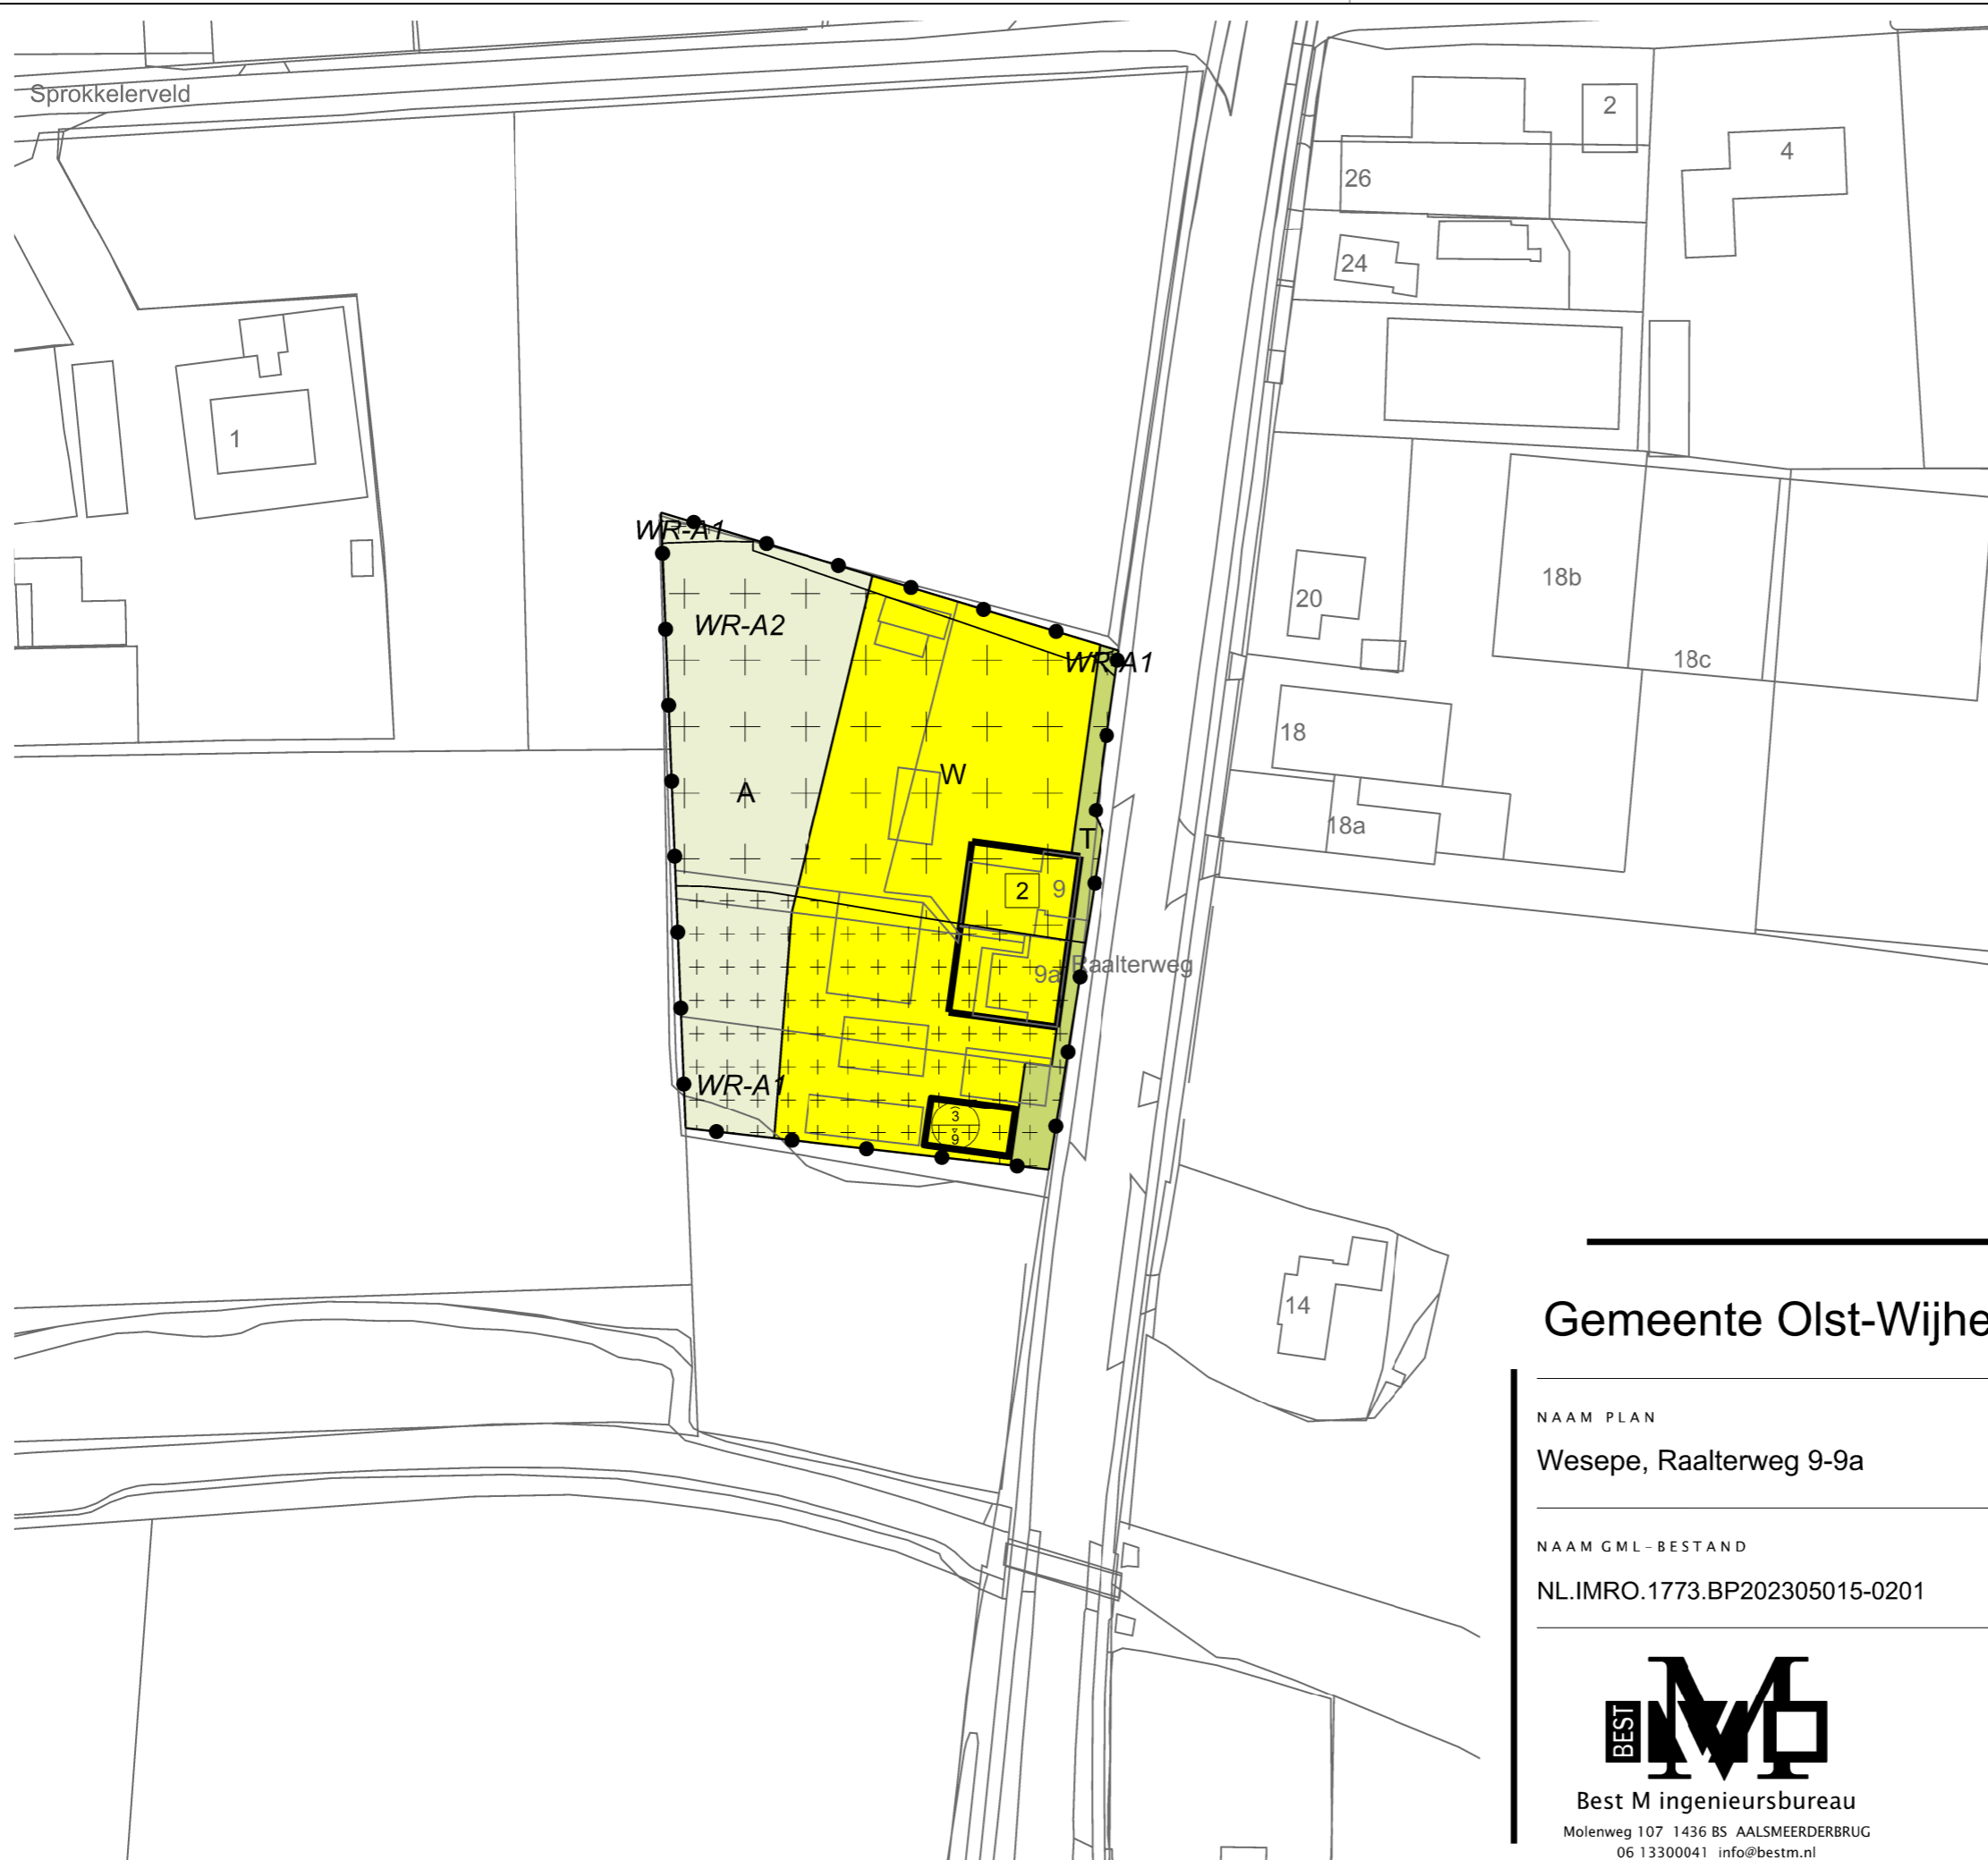 Sprokkelerveld
2
4
26
24
1
WR-A1
WR-A2
18b
20
18c
WR-A1
18
W
A
18a
T
2
9
9a
Raalterweg
WR-A1
3
9
14
Gemeente Olst-Wijhe
NAAM PLAN
Wesepe, Raalterweg 9-9a
NAAM GML-BESTAND
NL.IMRO.1773.BP202305015-0201
BEST
M
Best M ingenieursbureau
Molenweg 107 1436 BS AALSMEERDERBRUG
06 13300041 info@bestm.nl